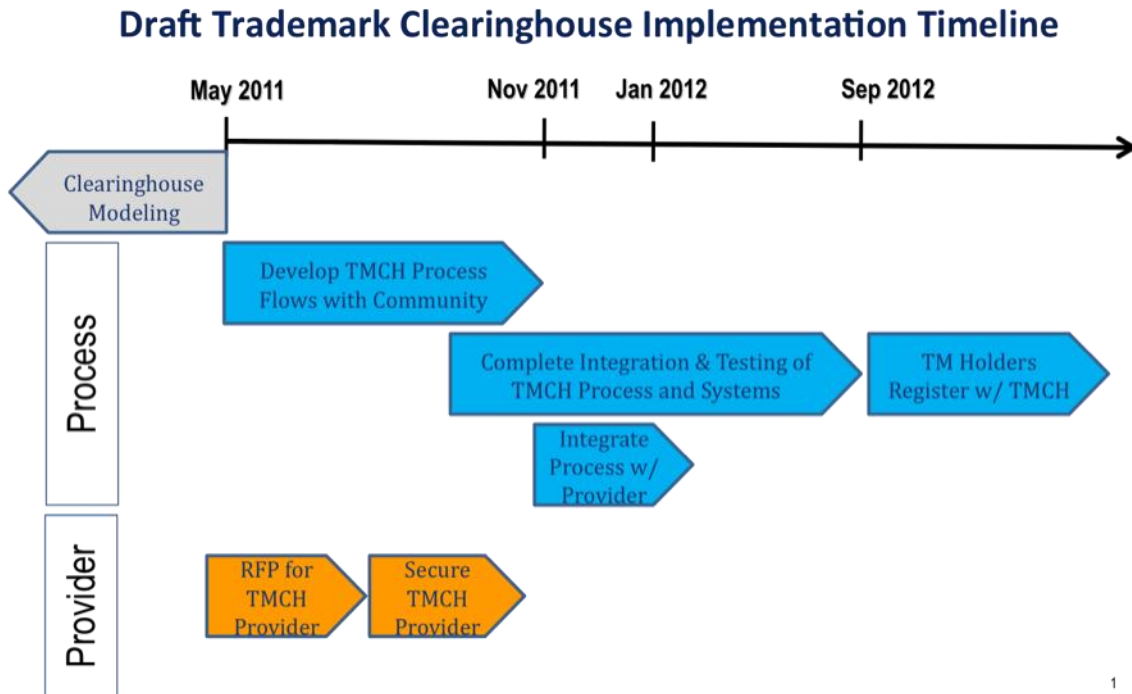 Draft Trademark Clearinghouse Implementation Timeline
May 2011
Nov 2011
Jan 2012
Sep 2012
Clearinghouse
Modeling
Process
Develop TMCH Process
Flows with Community
Complete Integration & Testing of
TMCH Process and Systems
TM Holders
Register w/ TMCH
Integrate
Process w/
Provider
Provider
RFP for
TMCH
Provider
Secure
TMCH
Provider
1